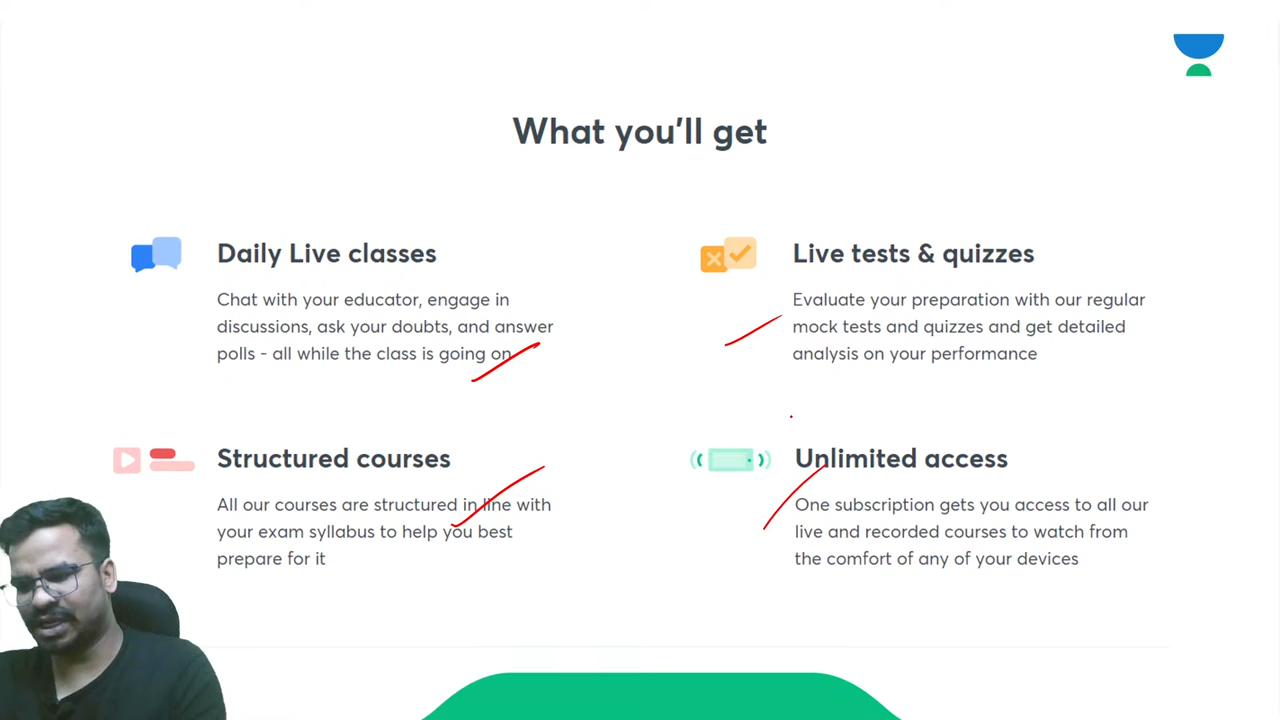 What you'll get
Daily Live classes
Chat with your educator, engage in
discussions, ask your doubts, and answer
polls - all while the class is going on
Live tests & quizzes
Evaluate your preparation with our regular
mock tests and quizzes and get detailed
analysis on your performance
Structured courses
All our courses are structured in line with
your exam syllabus to help you best
prepare for it
Unlimited access
One subscription gets you access to all our
live and recorded courses to watch from
the comfort of any of your devices